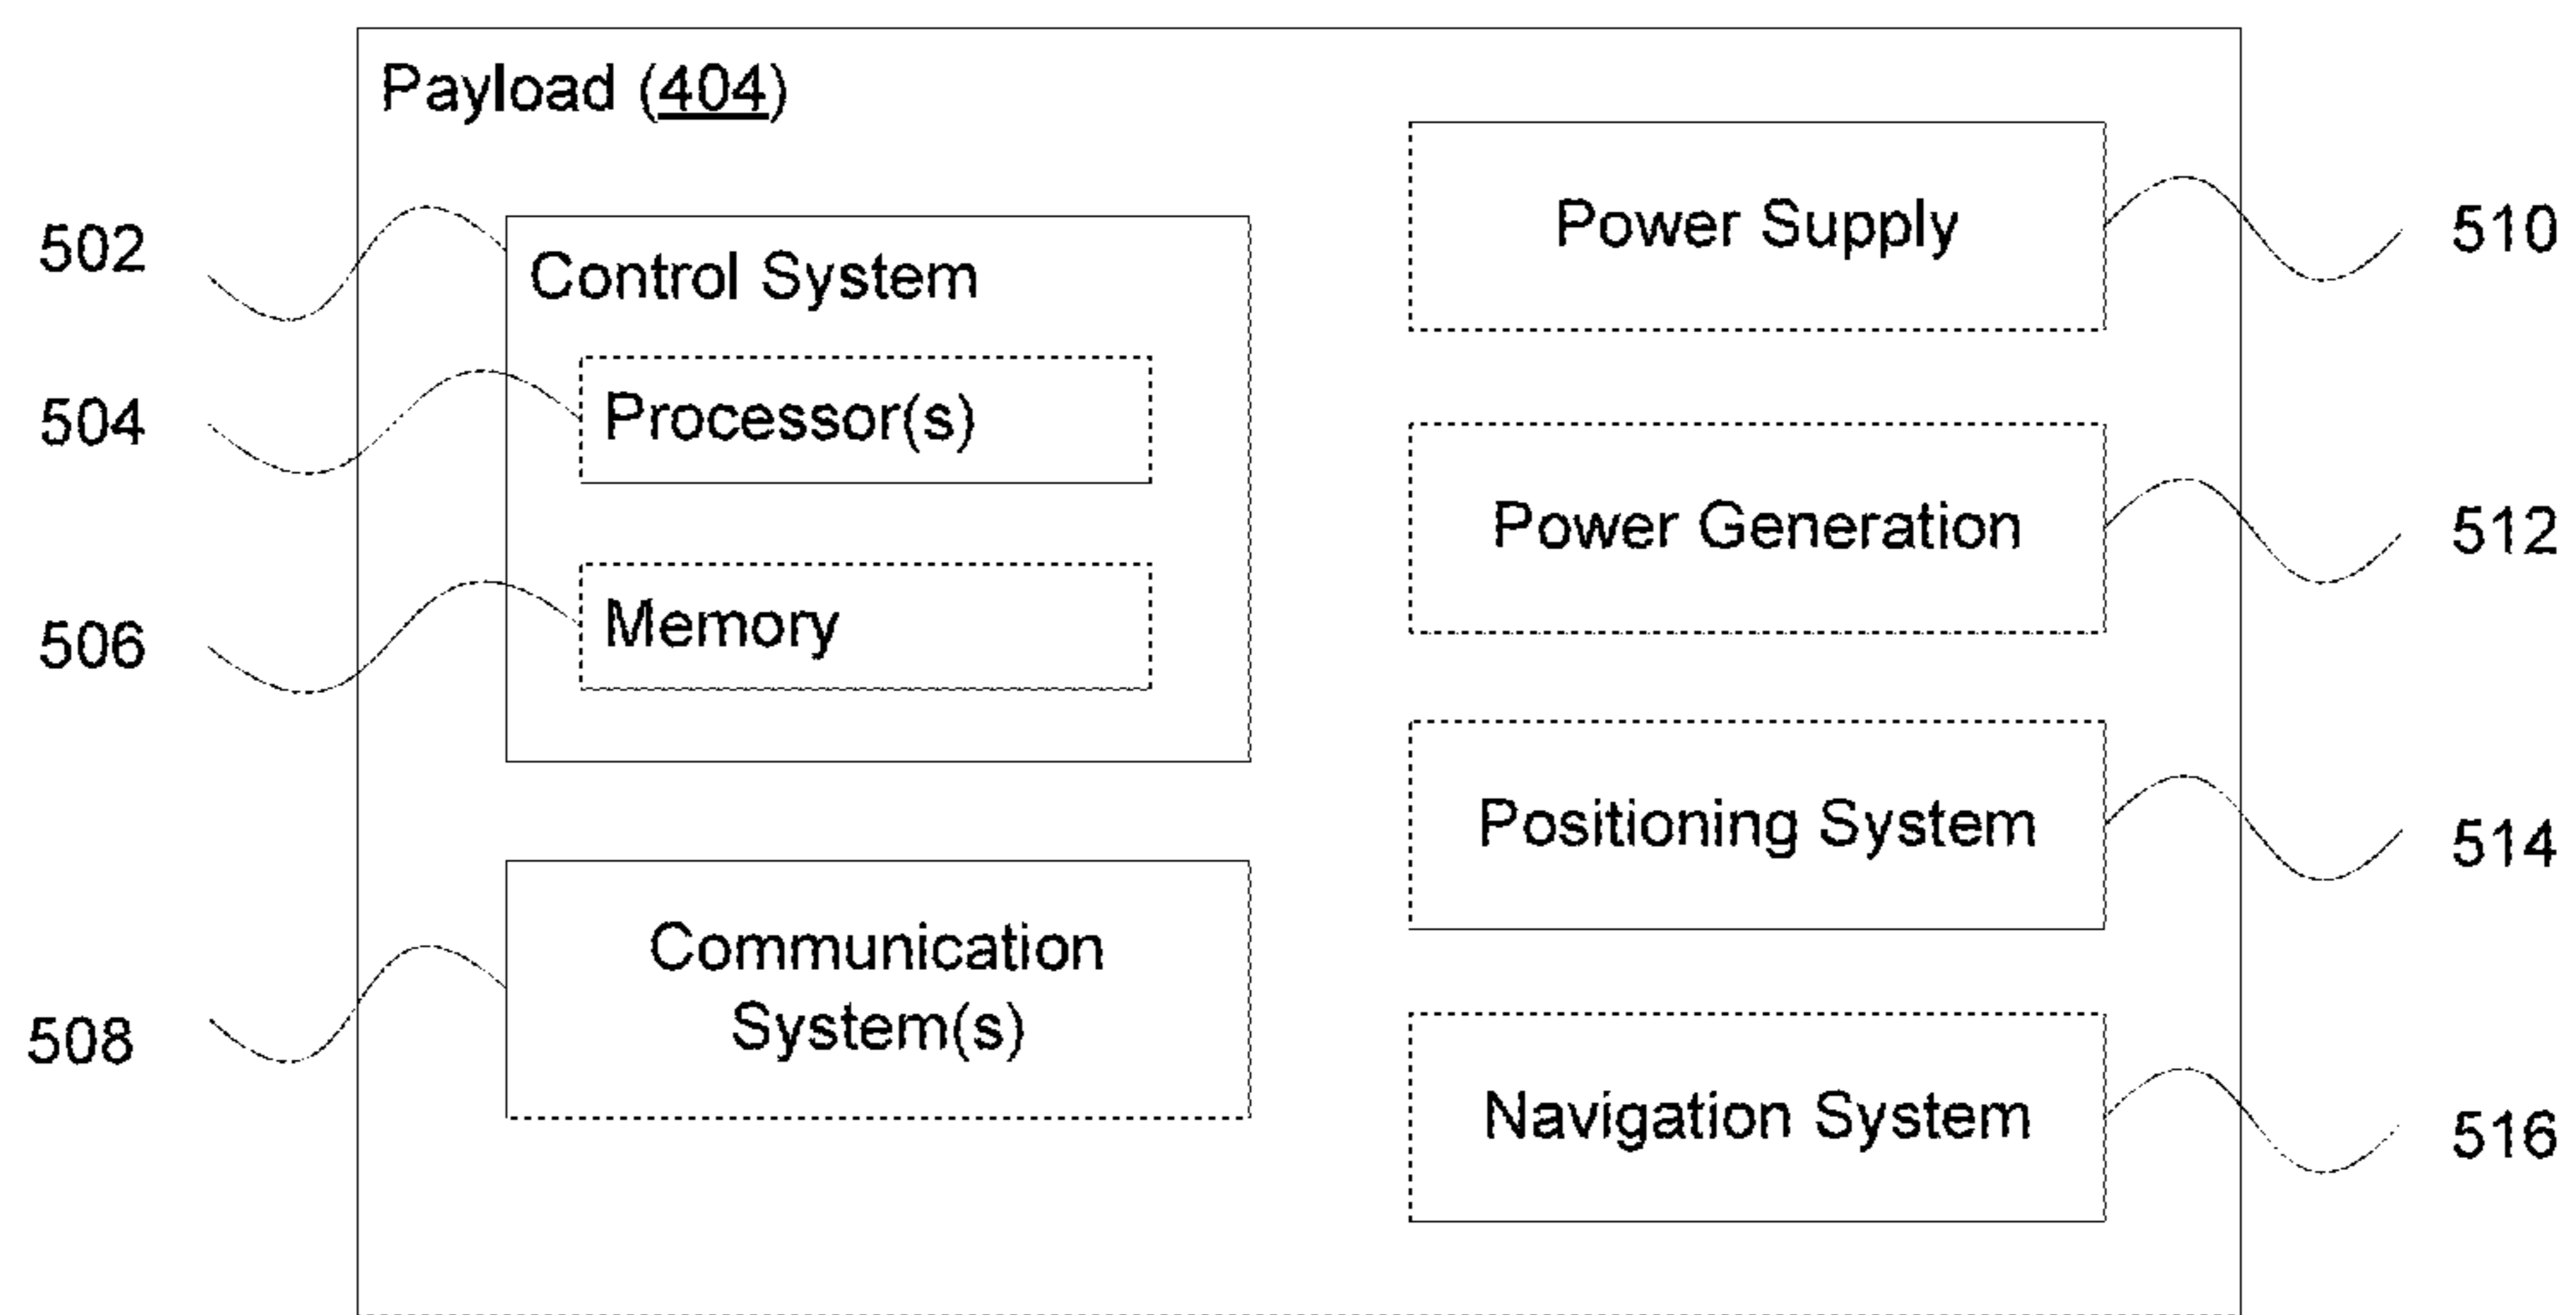 Payload (404)
502
Control System
504
Processor(s)
506
Memory
508
Communication
System(s)
Power Supply
510
Power Generation
512
Positioning System
514
Navigation System
516